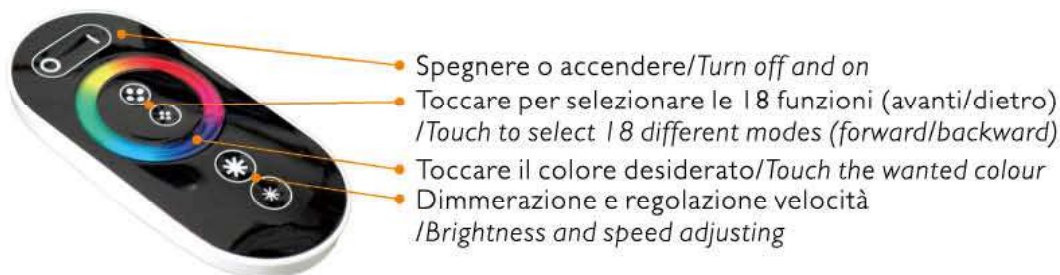 Spegnere o accendere/Turn off and on
Toccare per selezionare le 18 funzioni (avanti/dietro)
/Touch to select 18 different modes (forward/backward)
Toccare il colore desiderato/Touch the wanted colour
Dimmerazione e regolazione velocità
/Brightness and speed adjusting